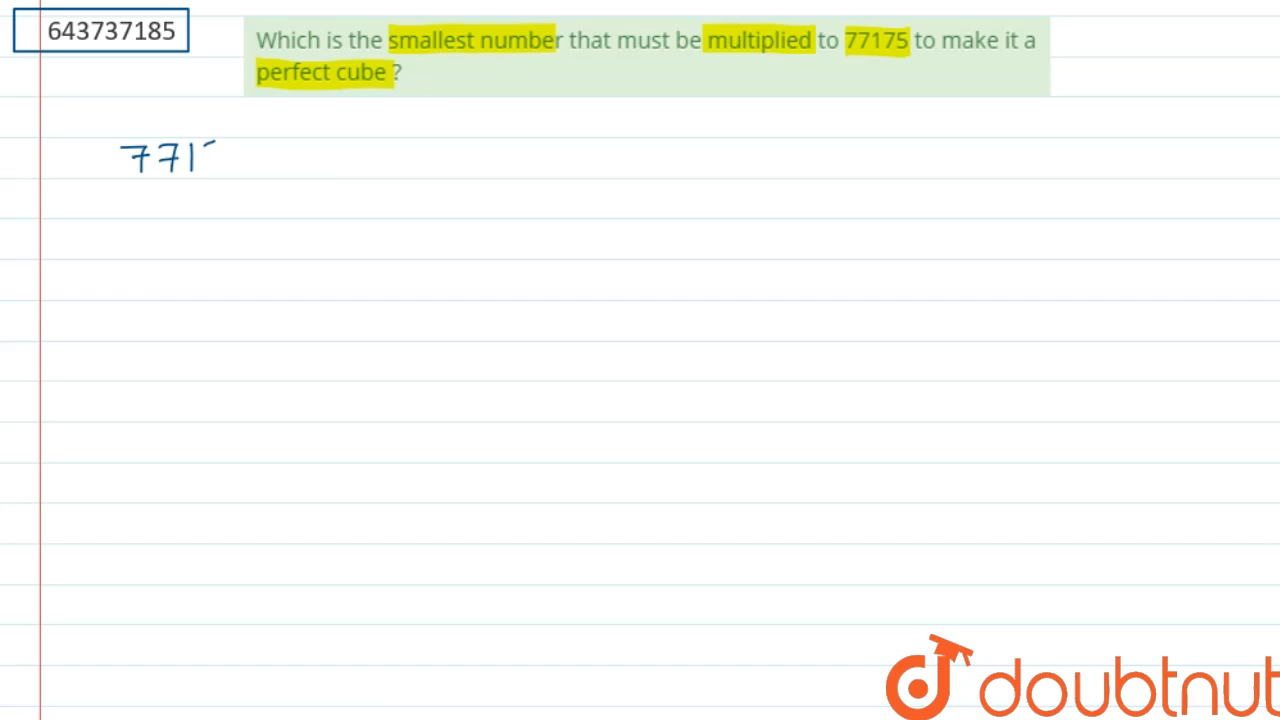 643737185
Which is the smallest number that must be multiplied to 77175 to make it a
perfect cube ?
771
doubtnut